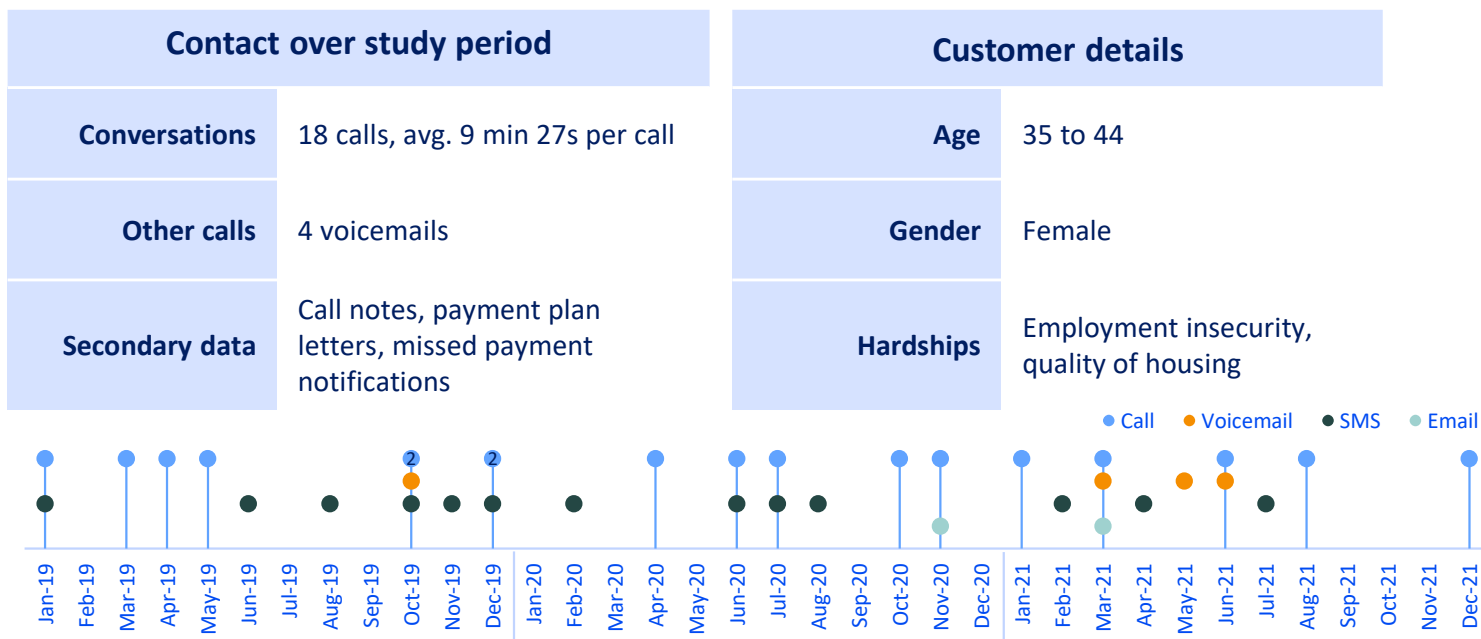 Contact over study period
Conversations
18 calls, avg. 9 min 27s per call
Other calls
4 voicemails
Secondary data
Call notes, payment plan
letters, missed payment
notifications
Customer details
Age
35 to 44
Gender
Female
Hardships
Employment insecurity,
quality of housing
Call
Voicemail
SMS
Email
2
2
Jan-19
Feb-19
Mar-19
Apr-19
May-19
Jun-19
Jul-19
Aug-19
Sep-19
Oct-19
Nov-19
Dec-19
Jan-20
Feb-20
Mar-20
Apr-20
May-20
Jun-20
Jul-20
Aug-20
Sep-20
Oct-20
Nov-20
Dec-20
Jan-21
Feb-21
Mar-21
Apr-21
May-21
Jun-21
Jul-21
Aug-21
Sep-21
Oct-21
Nov-21
Dec-21